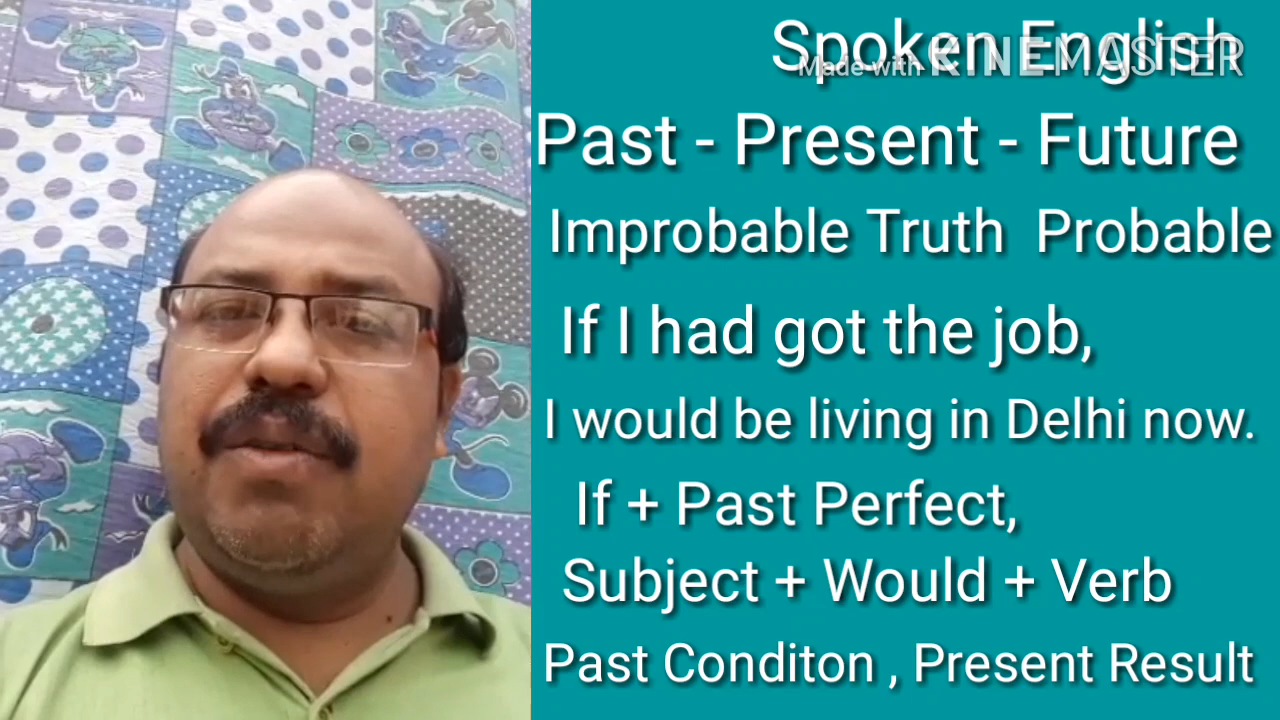 Spoken English
Made with KINEMASTER
Past - Present - Future
Improbable Truth Probable
If I had got the job,
I would be living in Delhi now.
If + Past Perfect,
Subject + Would + Verb
Past Conditon , Present Result